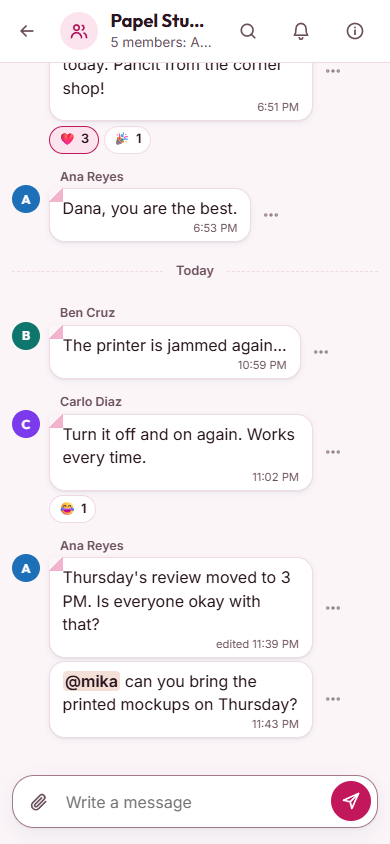 Papel Stu...
5 members: A...
today. Pancit from the corner
shop!
6:51 PM
3
1
Ana Reyes
A
Dana, you are the best.
6:53 PM
Today
Ben Cruz
B
The printer is jammed again...
10:59 PM
Carlo Diaz
C
Turn it off and on again. Works
every time.
11:02 PM
1
Ana Reyes
A
Thursday's review moved to 3
PM. Is everyone okay with
that?
edited 11:39 PM
@mika can you bring the
printed mockups on Thursday?
11:43 PM
Write a message